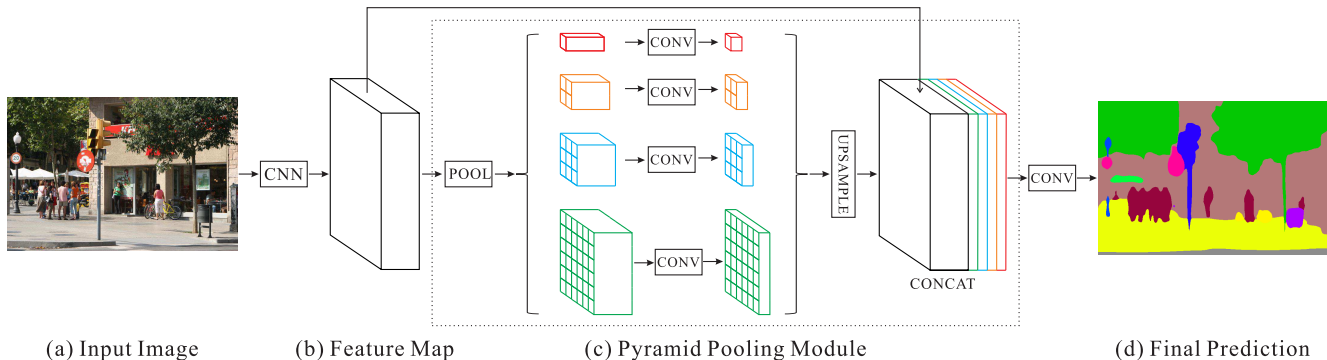 CONV
CONV
CONV
CONV
CNN
POOL
UPSAMPLE
CONV
CONCAT
(a) Input Image
(b) Feature Map
(c) Pyramid Pooling Module
(d) Final Prediction